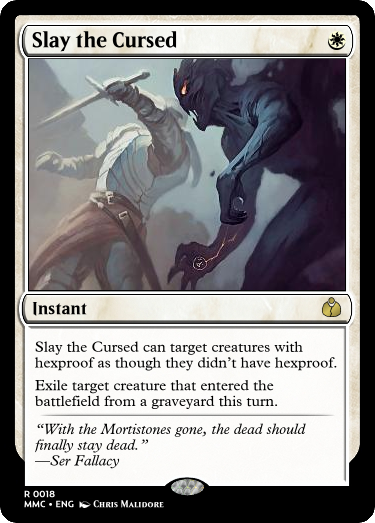 Slay the Cursed
Instant
Slay the Cursed can target creatures with
hexproof as though they didn't have hexproof.
Exile target creature that entered the
battlefield from a graveyard this turn.
"With the Mortistones gone, the dead should
finally stay dead."
—Ser Fallacy
R 0018
MMC • ENG Chris Malidore